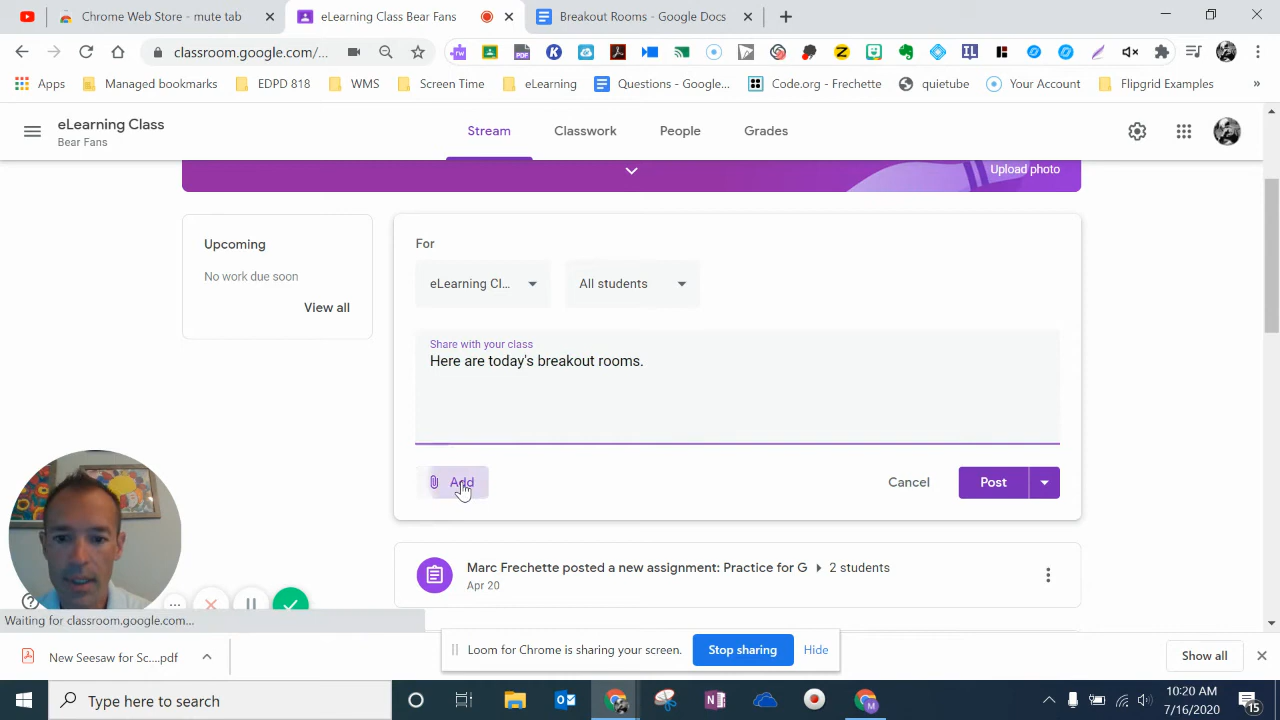 Chrome Web Store - mute tab
eLearning Class Bear Fans
Breakout Rooms - Google Docs
classroom.google.com/...
Apps
Managed bookmarks
EDPD 818
WMS
Screen Time
eLearning
Questions - Google...
Code.org - Frechette
quietube
Your Account
Flipgrid Examples
»
eLearning Class
Bear Fans
Stream
Classwork
People
Grades
Upload photo
Upcoming
No work due soon
View all
For
eLearning Cl...
All students
Share with your class
Here are today's breakout rooms.
Add
Cancel
Post
Marc Frechette posted a new assignment: Practice for G
2 students
Apr 20
Waiting for classroom.google.com...
New Seesaw for Sc....pdf
Loom for Chrome is sharing your screen.
Stop sharing
Hide
Show all
Type here to search
10:20 AM
7/16/2020
15